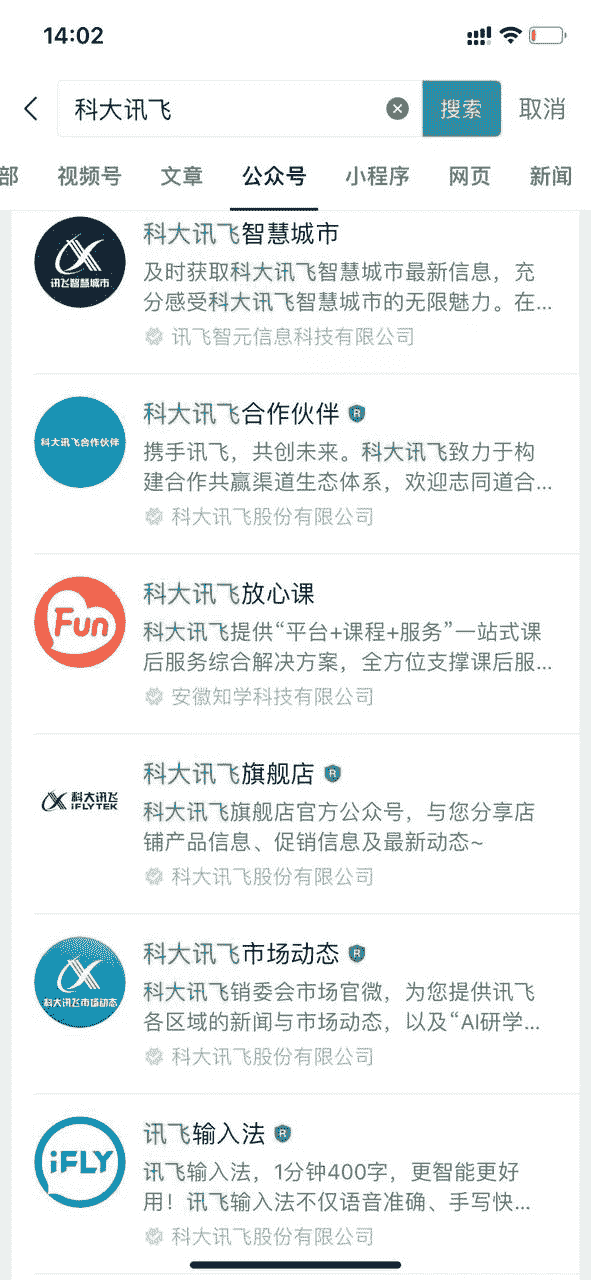 14:02
科大讯飞
搜索
取消
部 视频号 文章 公众号 小程序 网页 新闻
科大讯飞智慧城市
讯飞智慧城市
及时获取科大讯飞智慧城市最新信息，充
分感受科大讯飞智慧城市的无限魅力。在...
讯飞智元信息科技有限公司
科大讯飞合作伙伴
科大讯飞合作伙伴
携手讯飞，共创未来。科大讯飞致力于构
建合作共赢渠道生态体系，欢迎志同道合...
科大讯飞股份有限公司
科大讯飞放心课
Fun
科大讯飞提供“平台+课程+服务”一站式课
后服务综合解决方案，全方位支撑课后服...
安徽知学科技有限公司
科大讯飞旗舰店
科大讯飞
iFLYTEK
科大讯飞旗舰店官方公众号，与您分享店
铺产品信息、促销信息及最新动态~
科大讯飞股份有限公司
科大讯飞市场动态
科大讯飞市场动态
科大讯飞销委会市场官微，为您提供讯飞
各区域的新闻与市场动态，以及“AI研学...
科大讯飞股份有限公司
讯飞输入法
iFLY
讯飞输入法，1分钟400字，更智能更好
用！讯飞输入法不仅语音准确、手写快...
科大讯飞股份有限公司